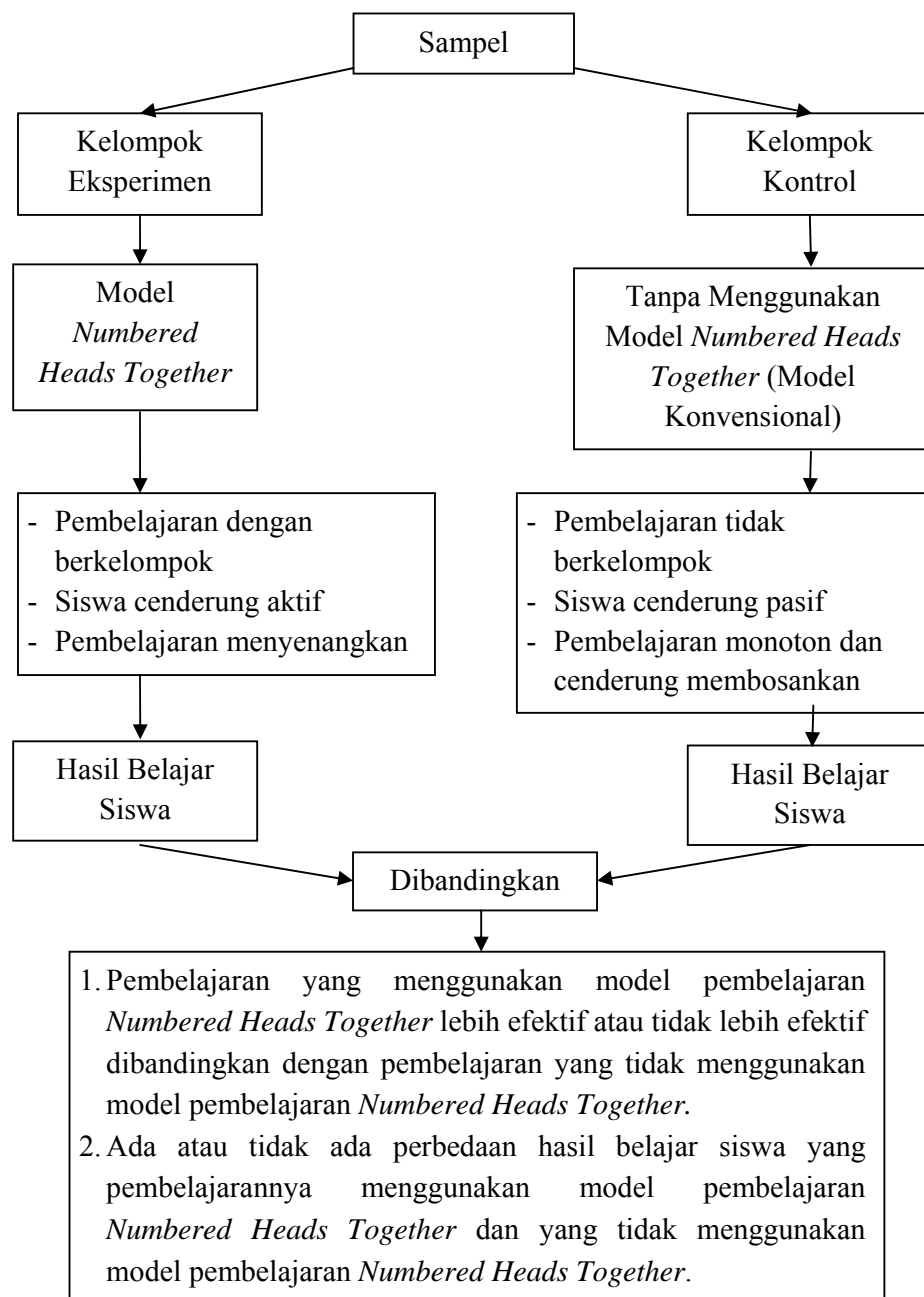 Sampel
Kelompok
Eksperimen
Kelompok
Kontrol
Model
Numbered
Heads Together
Tanpa Menggunakan
Model Numbered Heads
Together (Model
Konvensional)
- Pembelajaran dengan
berkelompok
- Siswa cenderung aktif
- Pembelajaran menyenangkan
- Pembelajaran tidak
berkelompok
- Siswa cenderung pasif
- Pembelajaran monoton dan
cenderung membosankan
Hasil Belajar
Siswa
Hasil Belajar
Siswa
Dibandingkan
1. Pembelajaran yang menggunakan model pembelajaran
Numbered Heads Together lebih efektif atau tidak lebih efektif
dibandingkan dengan pembelajaran yang tidak menggunakan
model pembelajaran Numbered Heads Together.
2. Ada atau tidak ada perbedaan hasil belajar siswa yang
pembelajarannya menggunakan model pembelajaran
Numbered Heads Together dan yang tidak menggunakan
model pembelajaran Numbered Heads Together.